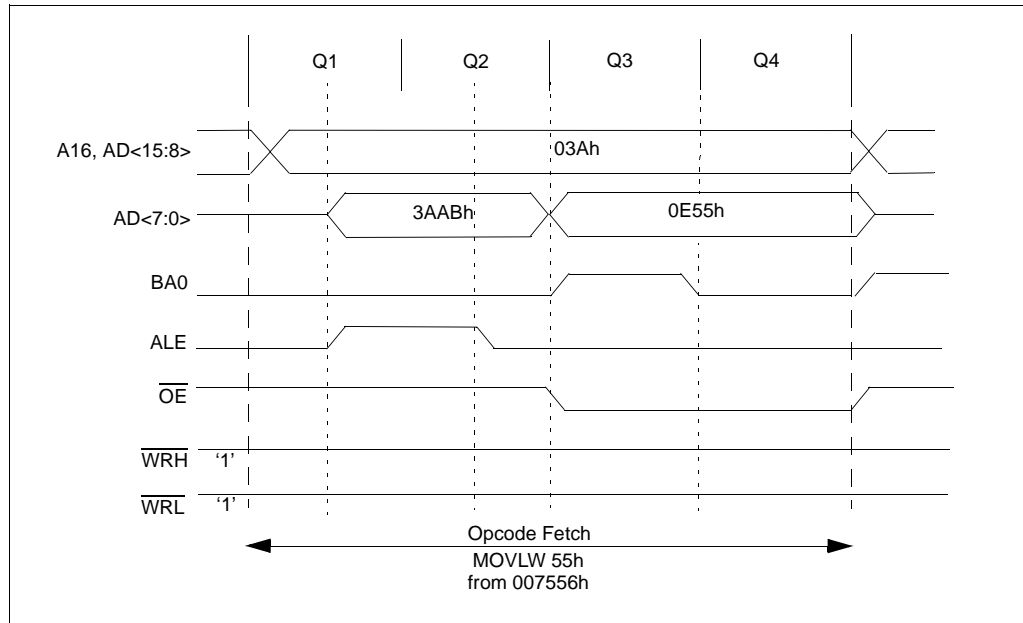 Q1 Q2 Q3 Q4
A16, AD<15:8> 03Ah
AD<7:0> 3AABh 0E55h
BA0
ALE
OE
WRH '1'
WRL '1'
Opcode Fetch
MOVLW 55h
from 007556h